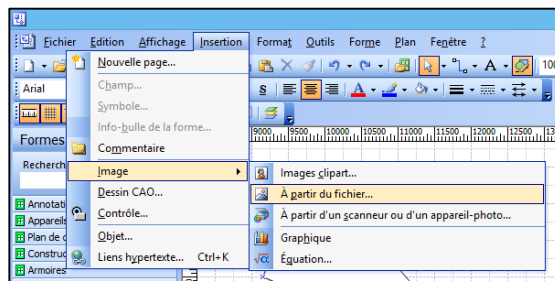 Fichier Edition Affichage Insertion Format Outils Forme Plan Fenêtre ?
Nouvelle page...
Arial
Champ...
Symbole...
Info-bulle de la forme...
Formes
Commentaire
9000 9500 10000 10500 11000 11500 12000 12500
Recherch
Image
Images clipart...
À partir du fichier...
À partir d'un scanneur ou d'un appareil-photo...
Graphique
Équation...
Dessin CAO...
Contrôle...
Objet...
Liens hypertexte... Ctrl+K
Annotati
Appareils
Plan de c
Construc
Armoires